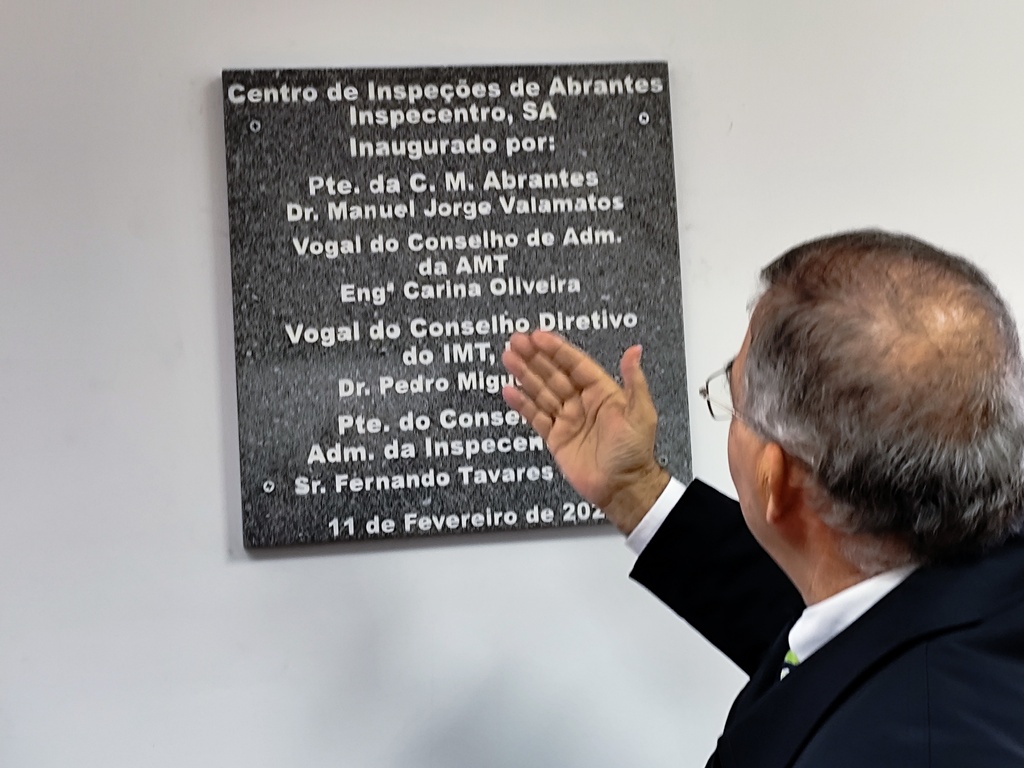 Centro de Inspeções de Abrantes
Inspecentro, SA
Inaugurado por:
Pte. da C. M. Abrantes
Dr. Manuel Jorge Valamatos
Vogal do Conselho de Adm.
da AMT
Engª Carina Oliveira
Vogal do Conselho Diretivo
do IMT,
Dr. Pedro
Pte. do
Adm. da
Sr. Fernando Tavares
11 de Fevereiro de